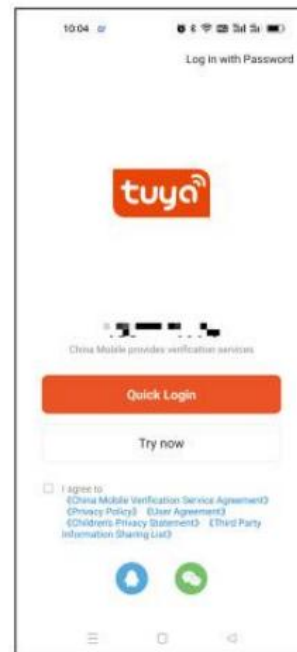 10:04
Log in with Password
tuya
China Mobile provides verification services
Quick Login
Try now
I agree to
《China Mobile Verification Service Agreement》
《Privacy Policy》 《User Agreement》
《Children's Privacy Statement》 《Third Party
Information Sharing List》